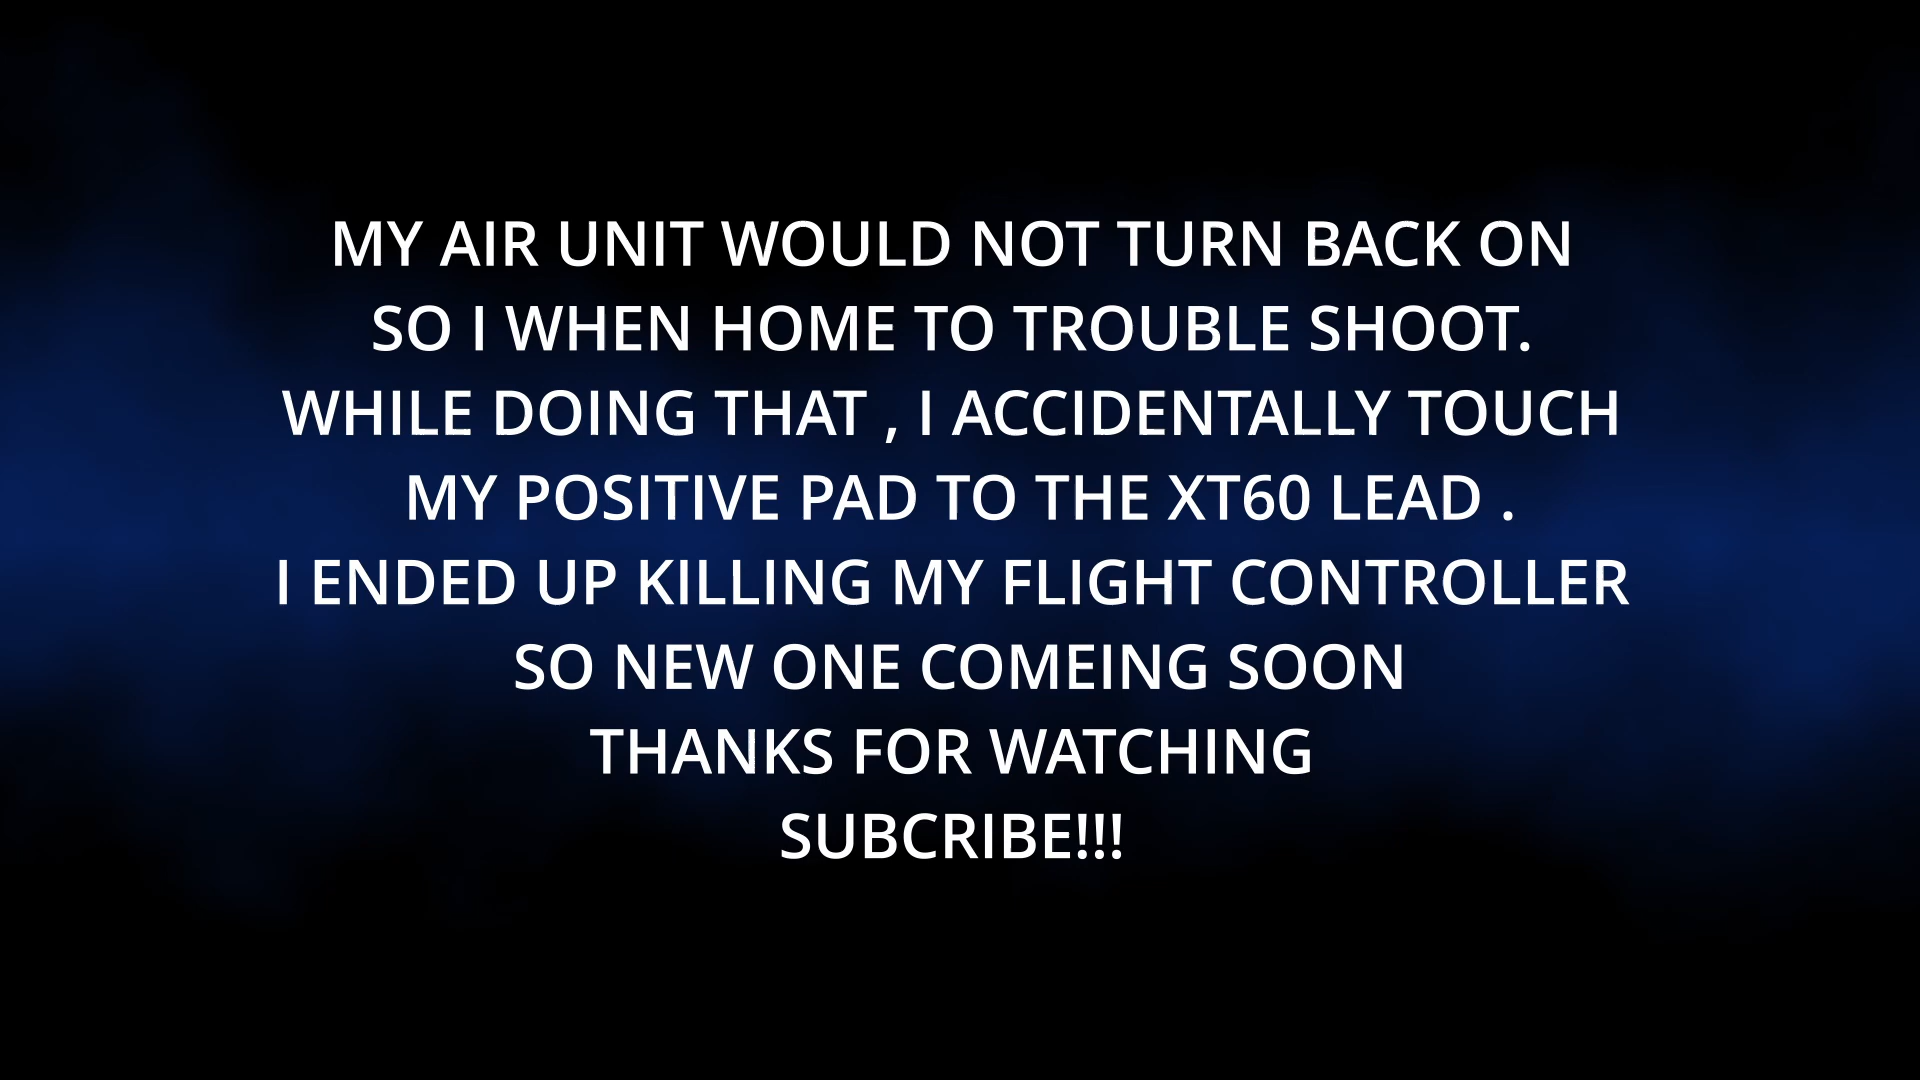 MY AIR UNIT WOULD NOT TURN BACK ON
SO I WHEN HOME TO TROUBLE SHOOT.
WHILE DOING THAT , I ACCIDENTALLY TOUCH
MY POSITIVE PAD TO THE XT60 LEAD .
I ENDED UP KILLING MY FLIGHT CONTROLLER
SO NEW ONE COMEING SOON
THANKS FOR WATCHING
SUBCRIBE!!!